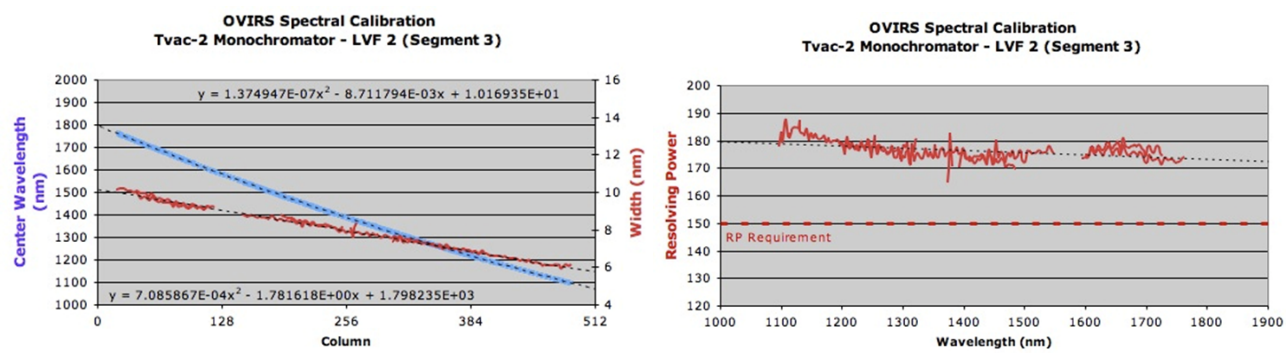 OVIRS Spectral Calibration
Tvac-2 Monochromator - LVF 2 (Segment 3)
Center Wavelength
(nm)
2000
1900
1800
1700
1600
1500
1400
1300
1200
1100
1000
y = 1.374947E-07x² - 8.711794E-03x + 1.016935E+01
y = 7.085867E-04x² - 1.781618E+00x + 1.798235E+03
16
14
12
10
8
6
4
Width (nm)
0 128 256 384 512
Column
OVIRS Spectral Calibration
Tvac-2 Monochromator - LVF 2 (Segment 3)
Resolving Power
200
190
180
170
160
150
140
130
120
RP Requirement
1000 1100 1200 1300 1400 1500 1600 1700 1800 1900
Wavelength (nm)